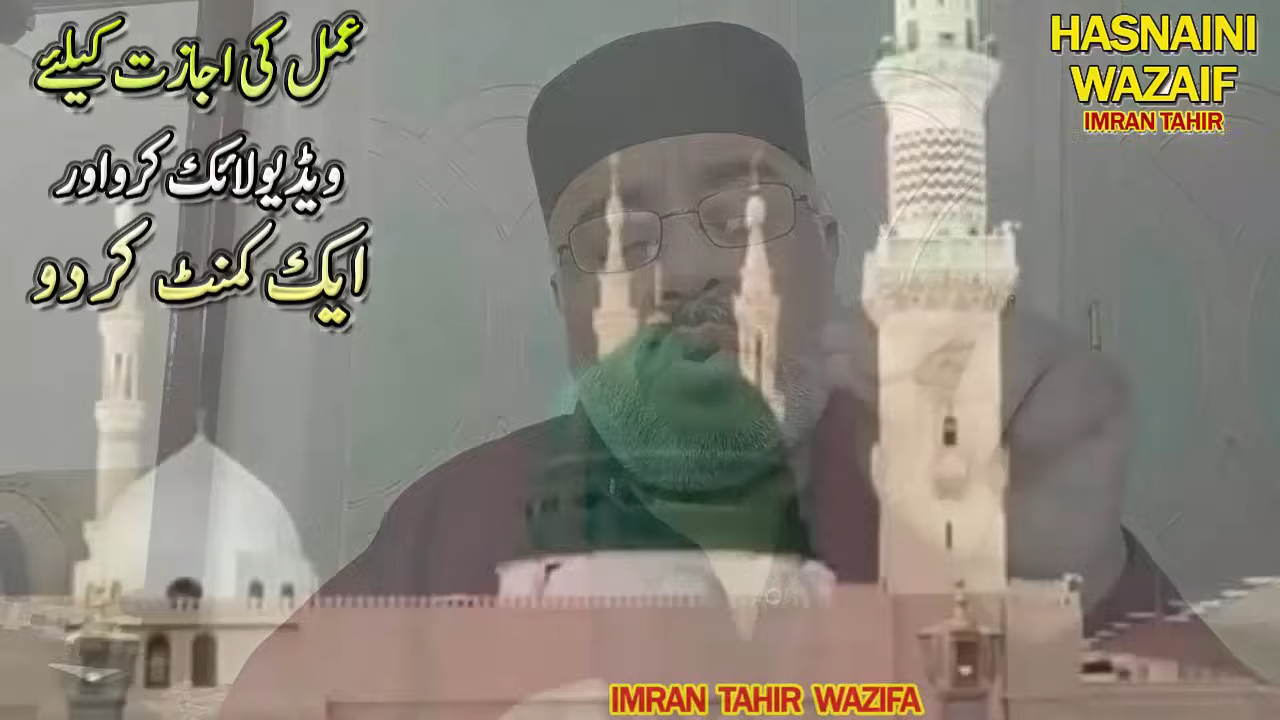 عمل کی اجازت کیلئے
ویڈیو لائک کرو اور
ایک کمنٹ کر دو
HASNAINI
WAZAIF
IMRAN TAHIR
IMRAN TAHIR WAZIFA